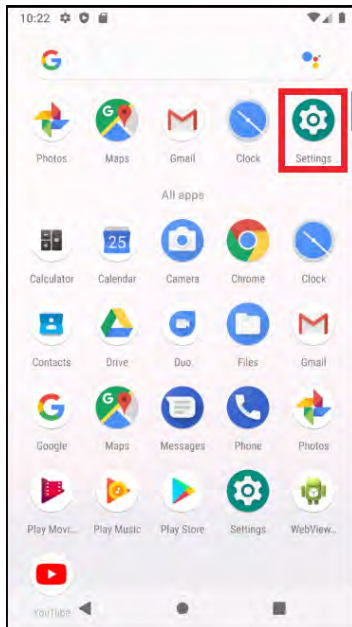 10:22
Photos Maps Gmail Clock Settings
All apps
Calculator Calendar Camera Chrome Clock
Contacts Drive Duo Files Gmail
Google Maps Messages Phone Photos
Play Movi... Play Music Play Store Settings WebView...
YouTube